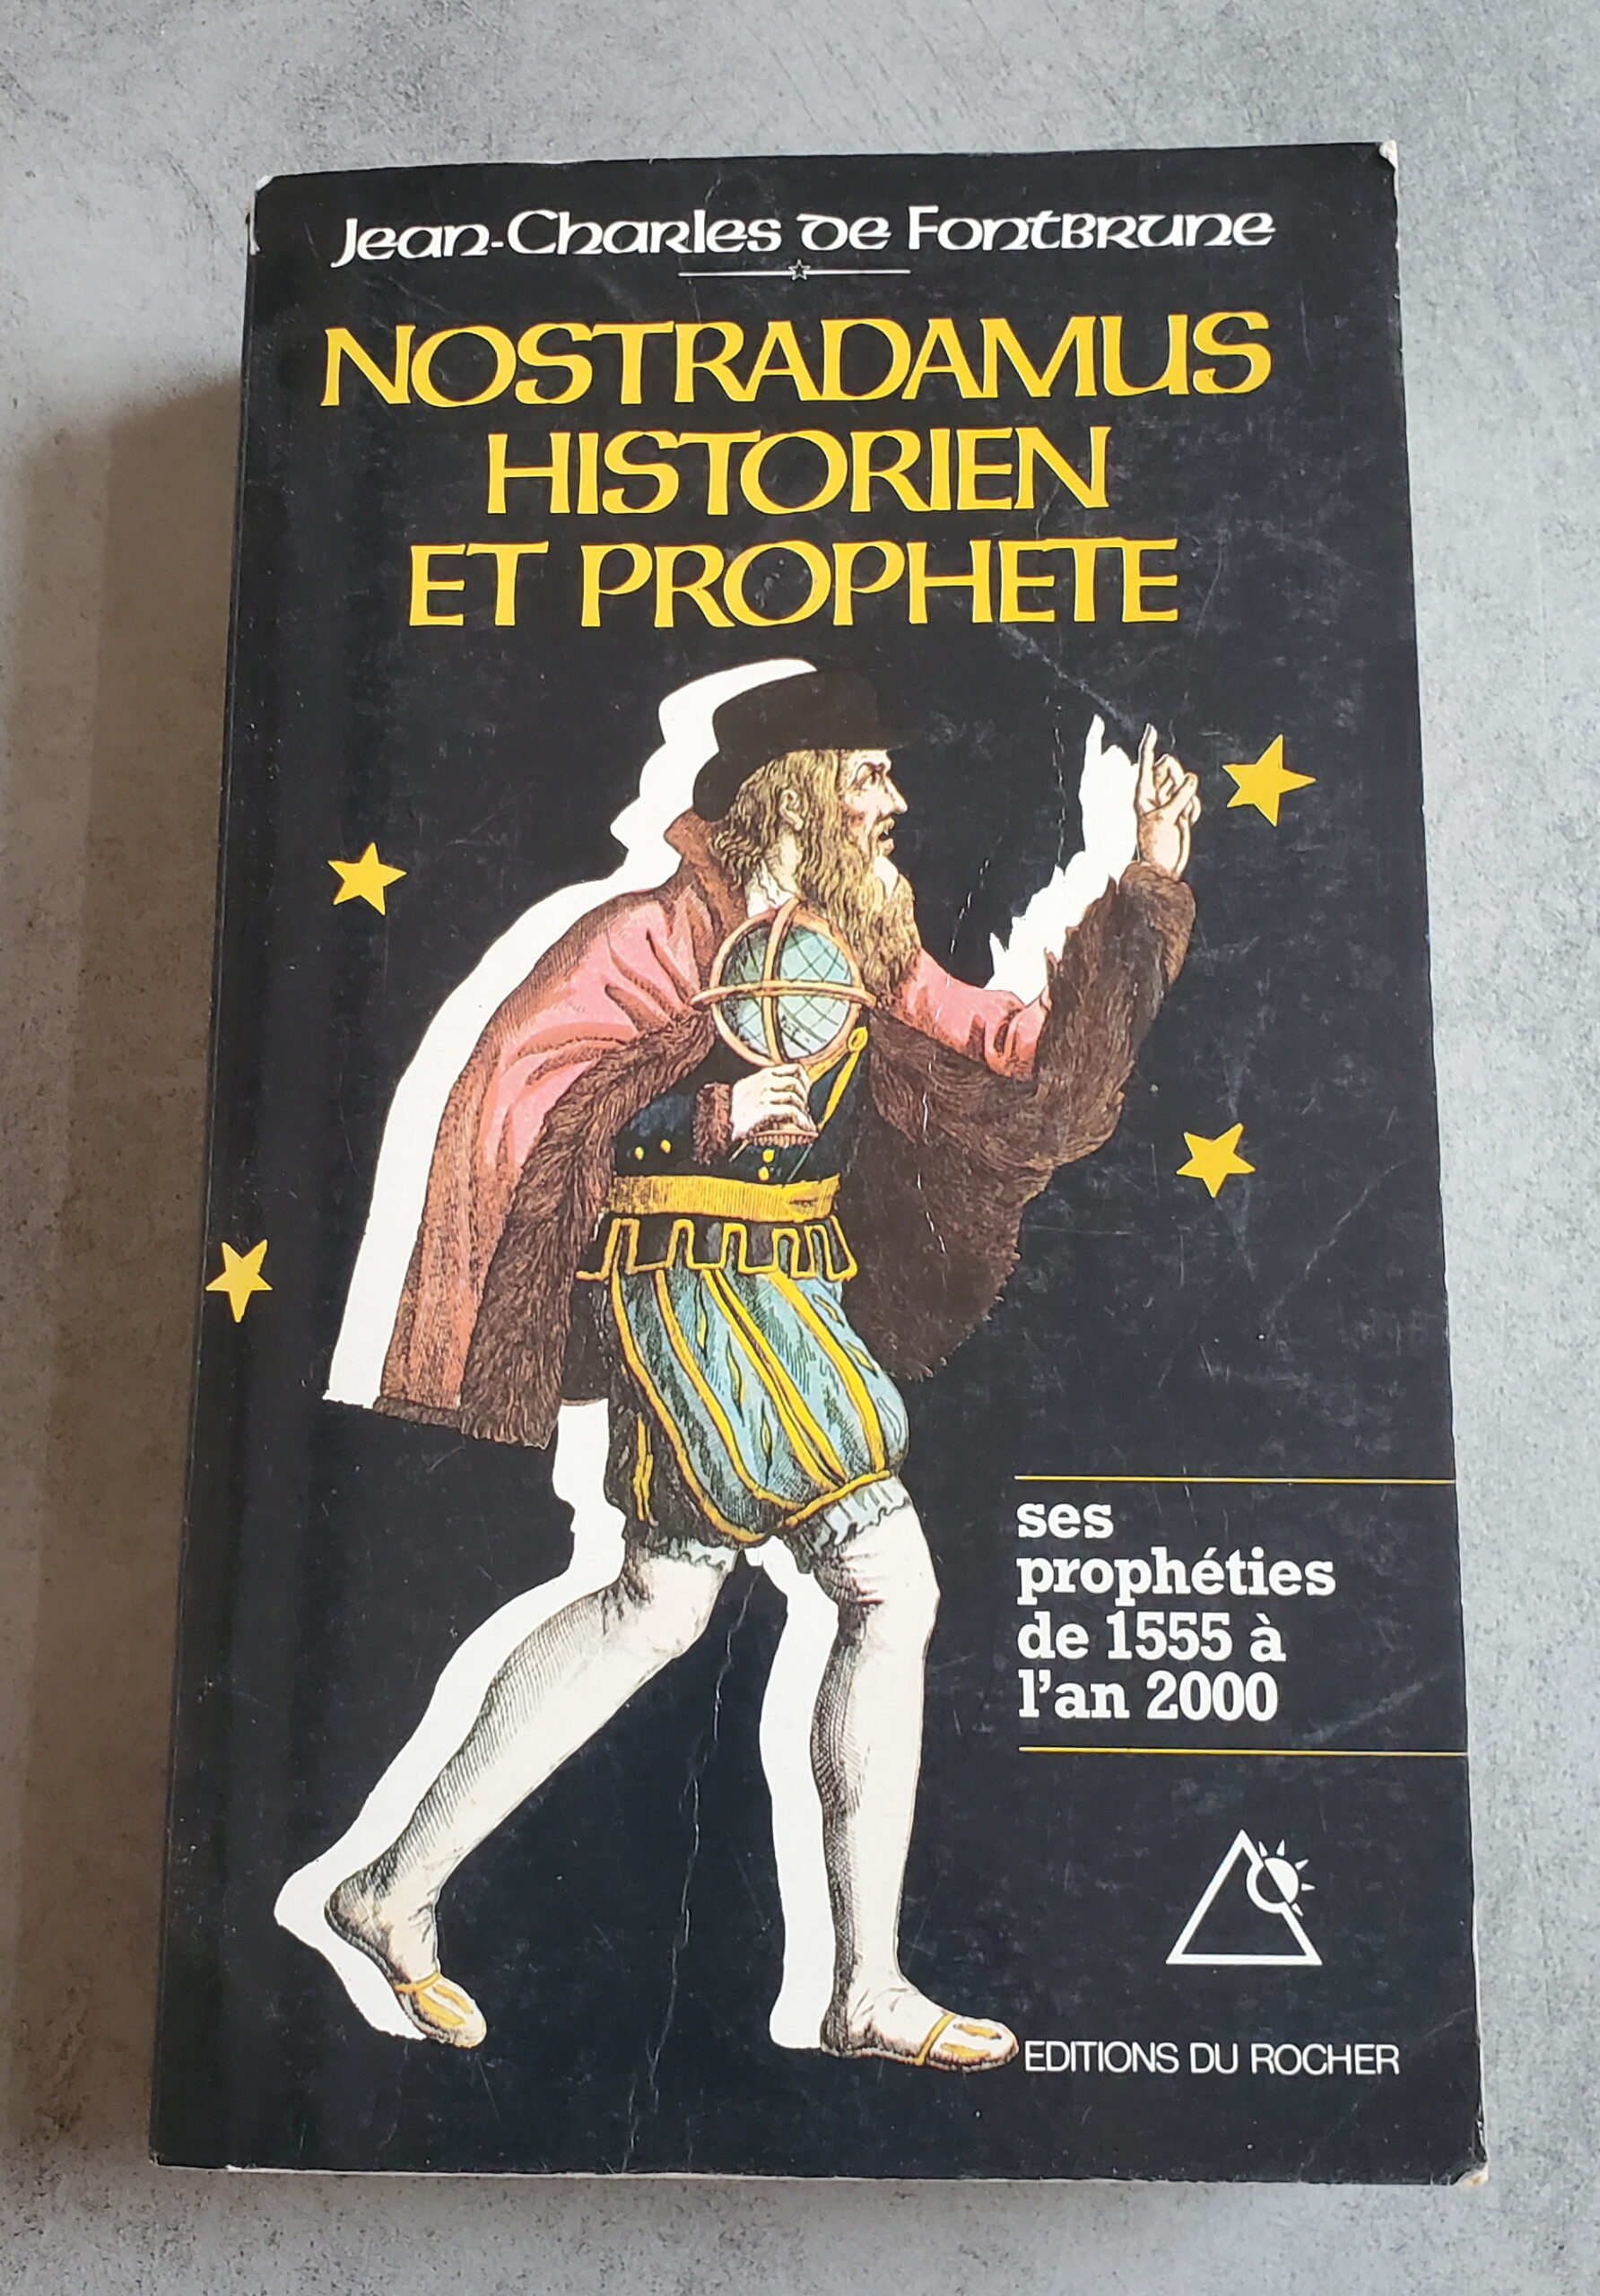 Jean-Charles de Fontbrune
NOSTRADAMUS
HISTORIEN
ET PROPHETE
ses
prophéties
de 1555 à
l'an 2000
EDITIONS DU ROCHER